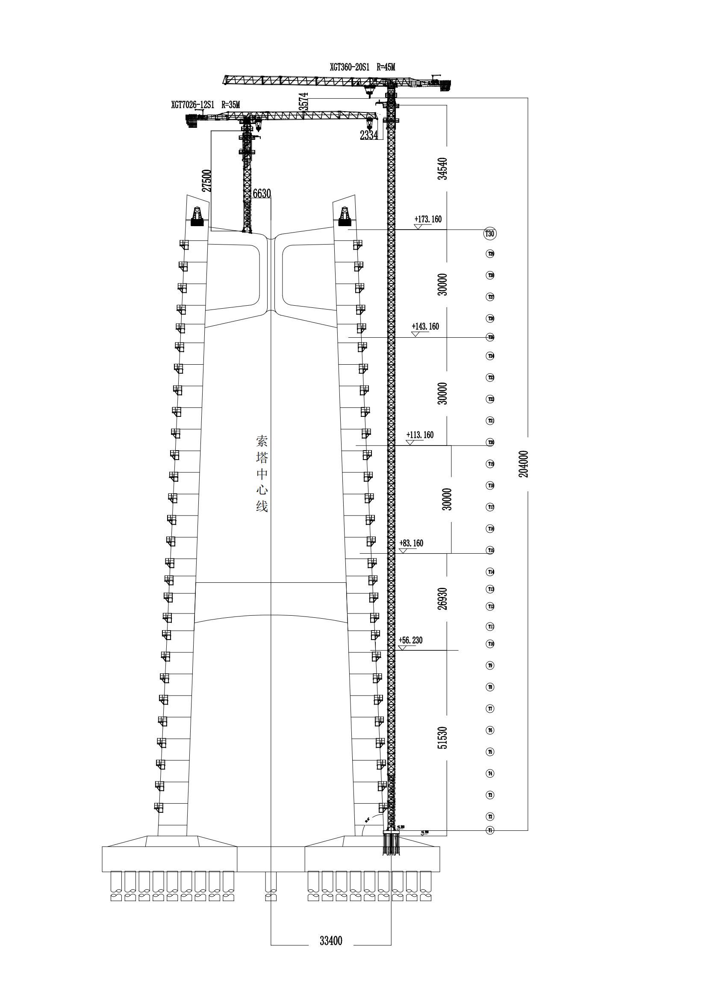 XGT360-20S1 R=45M
3574
XGT7026-12S1 R=35M
2334
27500
6630
34540
+173.160
T30
T29
T28
30000
T27
T26
+143.160
T25
T24
T23
30000
T22
T21
+113.160
T20
索塔中心线
204000
T19
T18
30000
T17
T16
+83.160
T15
T14
26930
T13
T12
T11
+56.230
T10
T9
T8
T7
51530
T6
T5
T4
T3
T2
T1
33400